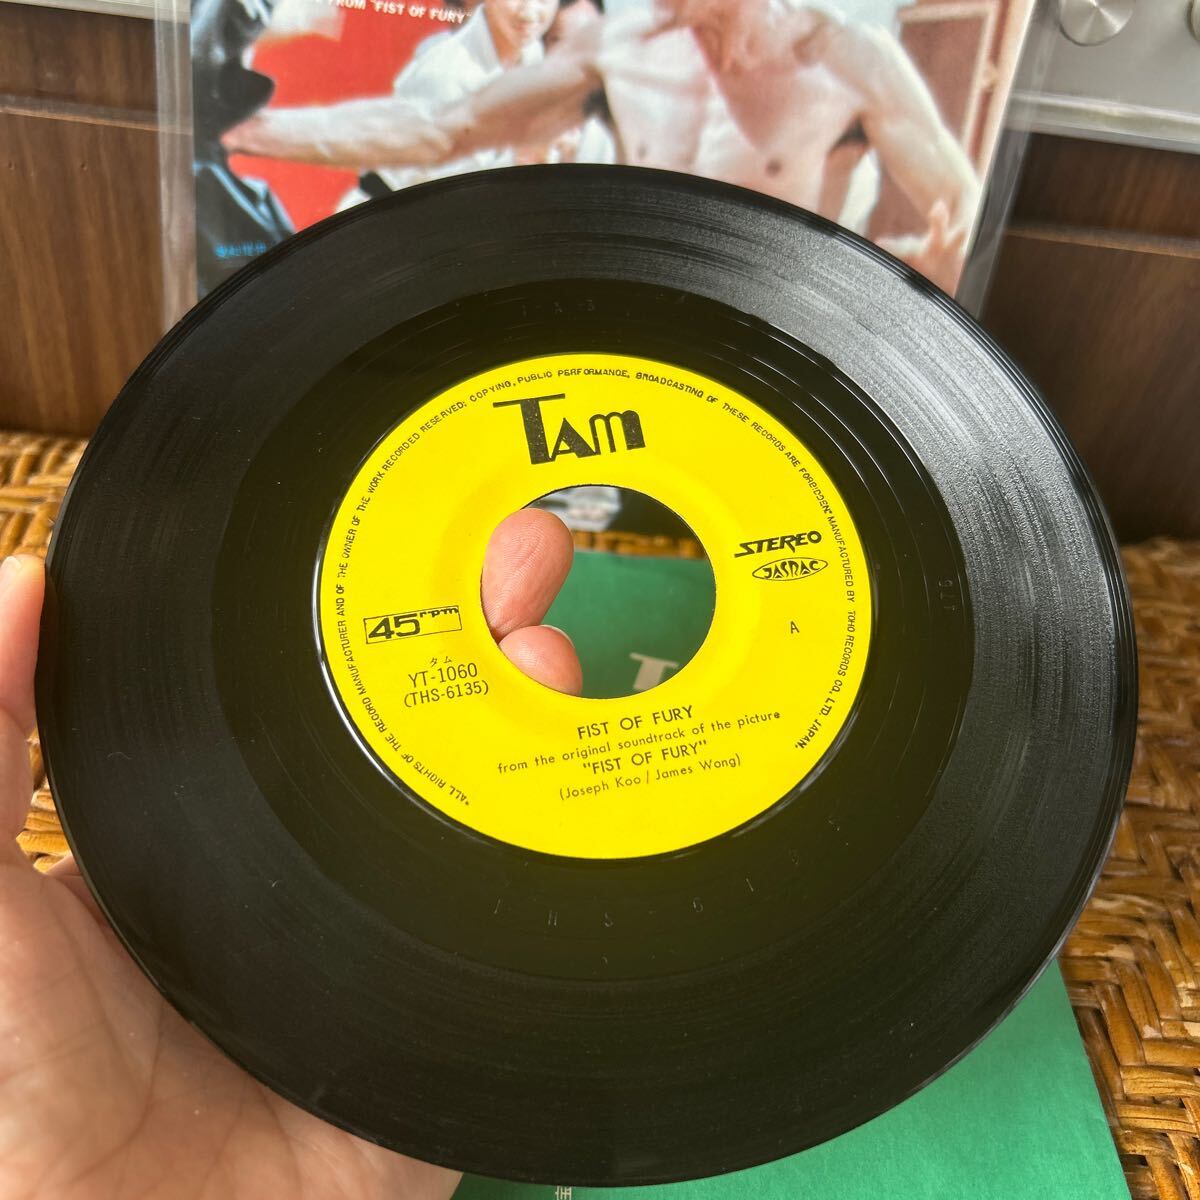 FROM "FIST OF FURY"
*ALL RIGHTS OF THE RECORD MANUFACTURER AND OF THE OWNER OF THE WORK RECORDED RESERVED; COPYING, PUBLIC PERFORMANCE, BROADCASTING OF THESE RECORDS ARE FORBIDDEN* MANUFACTURED BY TOHO RECORDS CO. LTD. JAPAN.
TAM
STEREO
JASRAC
45rpm
A
タム
YT-1060
(THS-6135)
FIST OF FURY
from the original soundtrack of the picture
"FIST OF FURY"
(Joseph Koo / James Wong)